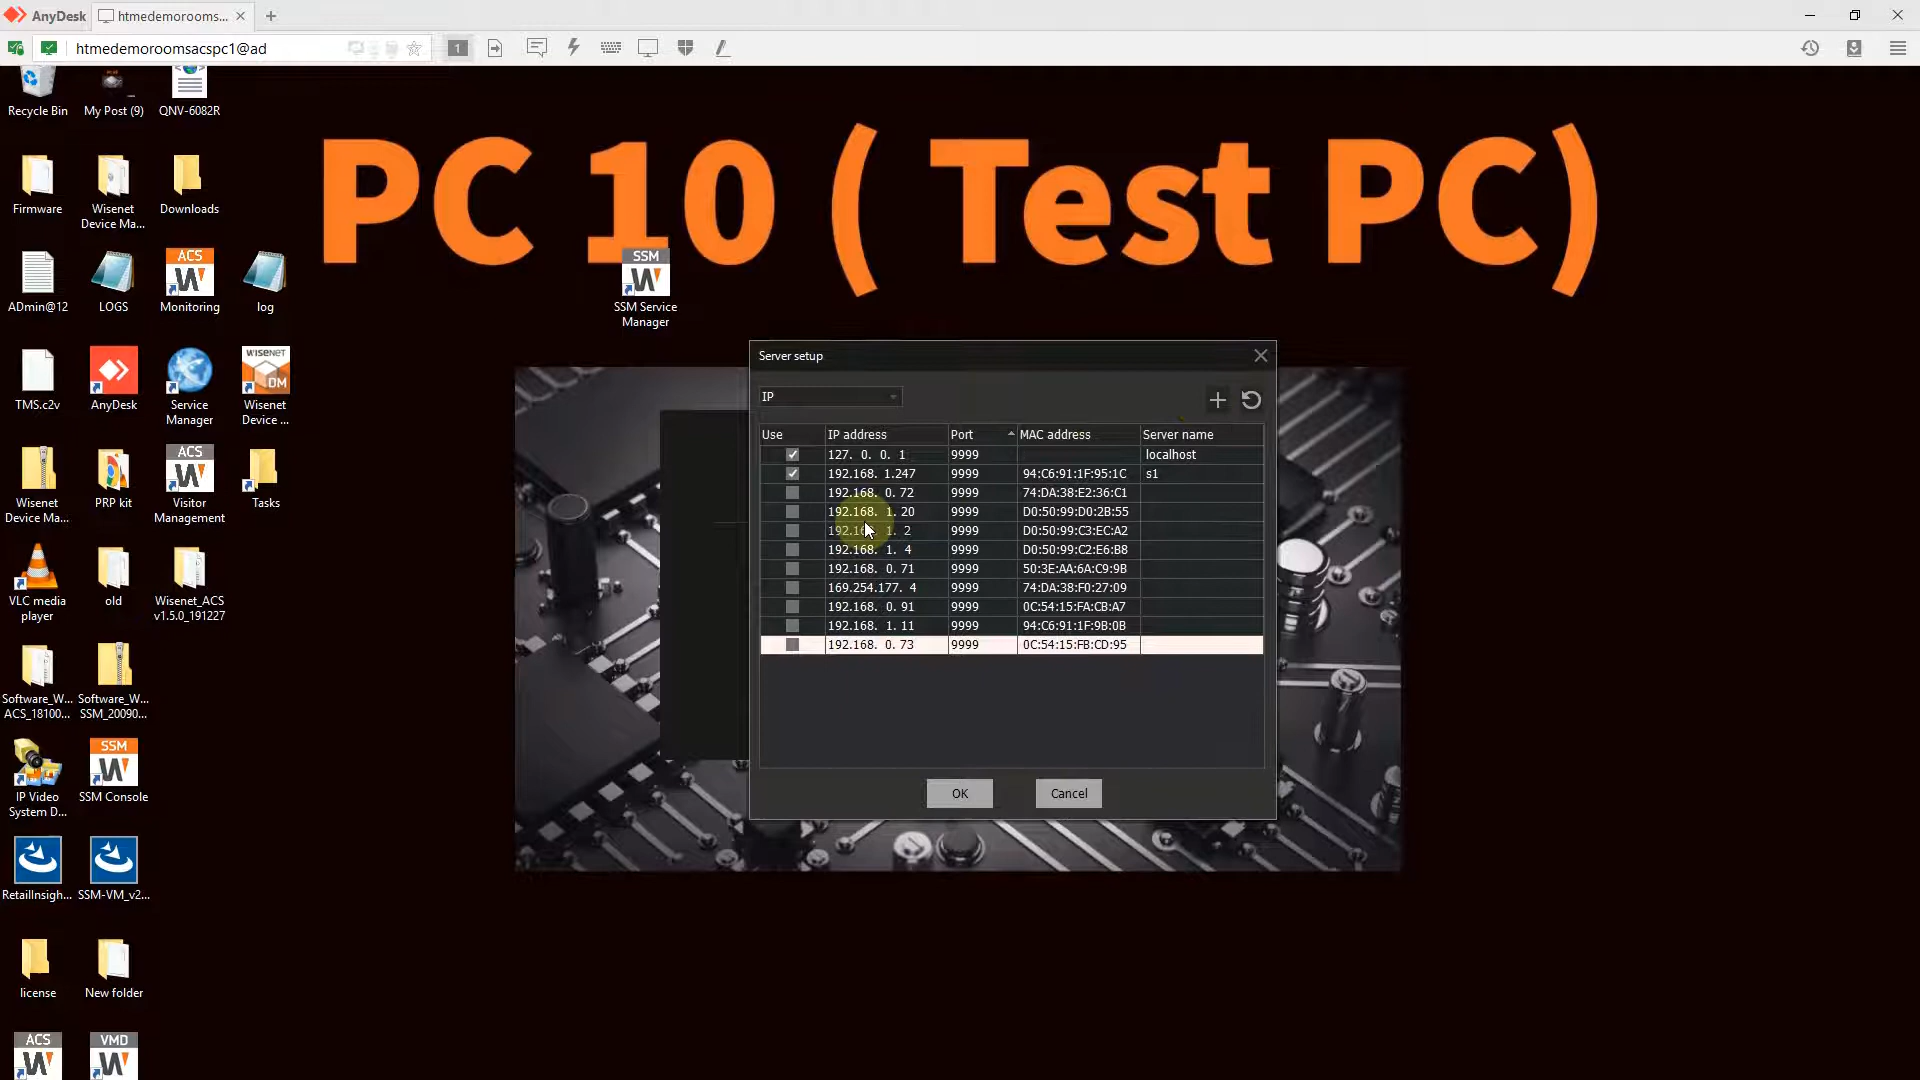 AnyDesk
htmedemorooms...
htmedemoroomsacspc1@ad
1
PC 10 ( Test PC)
Recycle Bin
My Post (9)
QNV-6082R
Firmware
Wisenet
Device Ma...
Downloads
ADmin@12
LOGS
ACS
Monitoring
log
SSM
SSM Service
Manager
TMS.c2v
AnyDesk
Service
Manager
WISENET
DM
Wisenet
Device ...
Wisenet
Device Ma...
PRP kit
ACS
Visitor
Management
Tasks
VLC media
player
old
Wisenet_ACS
v1.5.0_191227
Software_W...
ACS_18100...
Software_W...
SSM_20090...
IP Video
System D...
SSM
SSM Console
RetailInsigh...
SSM-VM_v2...
license
New folder
ACS
VMD
Server setup
IP
Use IP address Port MAC address Server name
127. 0. 0. 1 9999 localhost
192.168. 1.247 9999 94:C6:91:1F:95:1C s1
192.168. 0. 72 9999 74:DA:38:E2:36:C1
192.168. 1. 20 9999 D0:50:99:D0:2B:55
1. 2 9999 D0:50:99:C3:EC:A2
192.168. 1. 4 9999 D0:50:99:C2:E6:B8
192.168. 0. 71 9999 50:3E:AA:6A:C9:9B
169.254.177. 4 9999 74:DA:38:F0:27:09
192.168. 0. 91 9999 0C:54:15:FA:CB:A7
192.168. 1. 11 9999 94:C6:91:1F:9B:0B
192.168. 0. 73 9999 0C:54:15:FB:CD:95
OK
Cancel